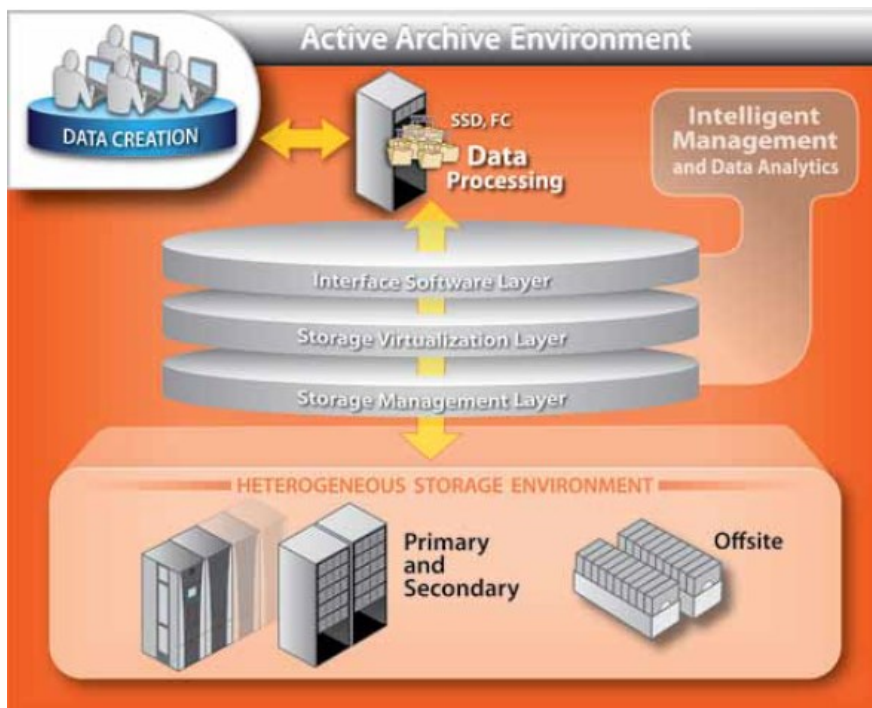 Active Archive Environment
DATA CREATION
SSD, FC
Data
Processing
Intelligent
Management
and Data Analytics
Interface Software Layer
Storage Virtualization Layer
Storage Management Layer
HETEROGENEOUS STORAGE ENVIRONMENT
Primary
and
Secondary
Offsite